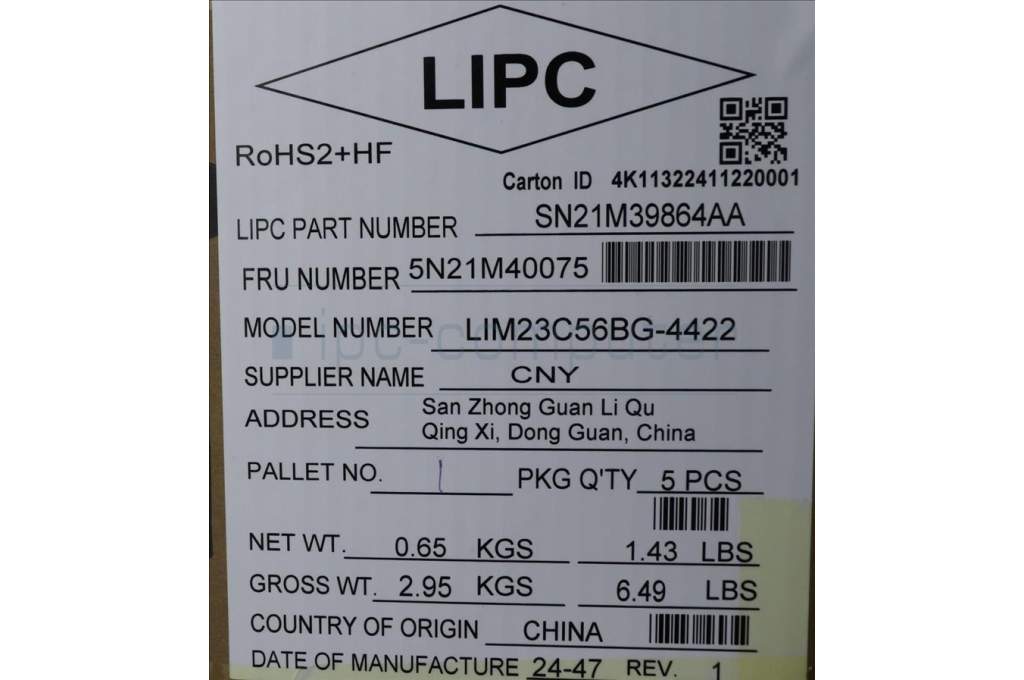 LIPC
RoHS2+HF
Carton ID 4K11322411220001
LIPC PART NUMBER SN21M39864AA
FRU NUMBER 5N21M40075
MODEL NUMBER LIM23C56BG-4422
ipc-computer
SUPPLIER NAME CNY
ADDRESS San Zhong Guan Li Qu
Qing Xi, Dong Guan, China
PALLET NO. 1 PKG Q'TY 5 PCS
NET WT. 0.65 KGS 1.43 LBS
GROSS WT. 2.95 KGS 6.49 LBS
COUNTRY OF ORIGIN CHINA
DATE OF MANUFACTURE 24-47 REV. 1